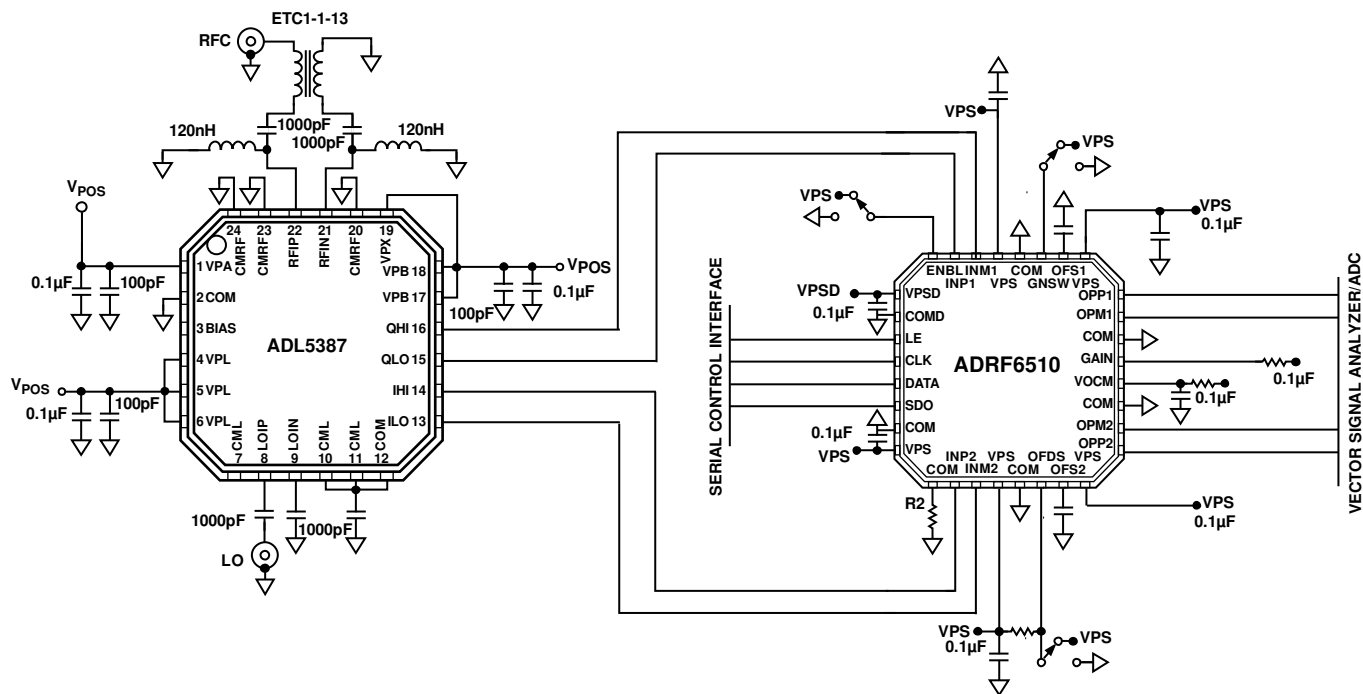 ETC1-1-13
RFC
1000pF
1000pF
120nH
120nH
VPOS
24
23
22
21
20
19
CMRF
CMRF
RFIP
RFIN
CMRF
VPX
1 VPA
2 COM
3 BIAS
4 VPL
5 VPL
6 VPL
0.1µF
100pF
VPOS
0.1µF
100pF
ADL5387
VPB 18
VPB 17
QHI 16
QLO 15
IHI 14
ILO 13
VPOS
100pF
0.1µF
CML
LOIP
LOIN
CML
CML
COM
7
8
9
10
11
12
1000pF
1000pF
LO
SERIAL CONTROL INTERFACE
VPS
VPS
VPS
VPS
0.1µF
ENBL
INM1
COM
OFS1
INP1
VPS
GNSW
VPS
VPSD
0.1µF
VPSD
COMD
LE
CLK
DATA
SDO
COM
VPS
0.1µF
VPS
ADRF6510
OPP1
OPM1
COM
GAIN
VOCM
COM
OPM2
OPP2
0.1µF
0.1µF
INP2
VPS
OFDS
VPS
COM
INM2
COM
OFS2
R2
VPS
0.1µF
VPS
0.1µF
VPS
VECTOR SIGNAL ANALYZER/ADC